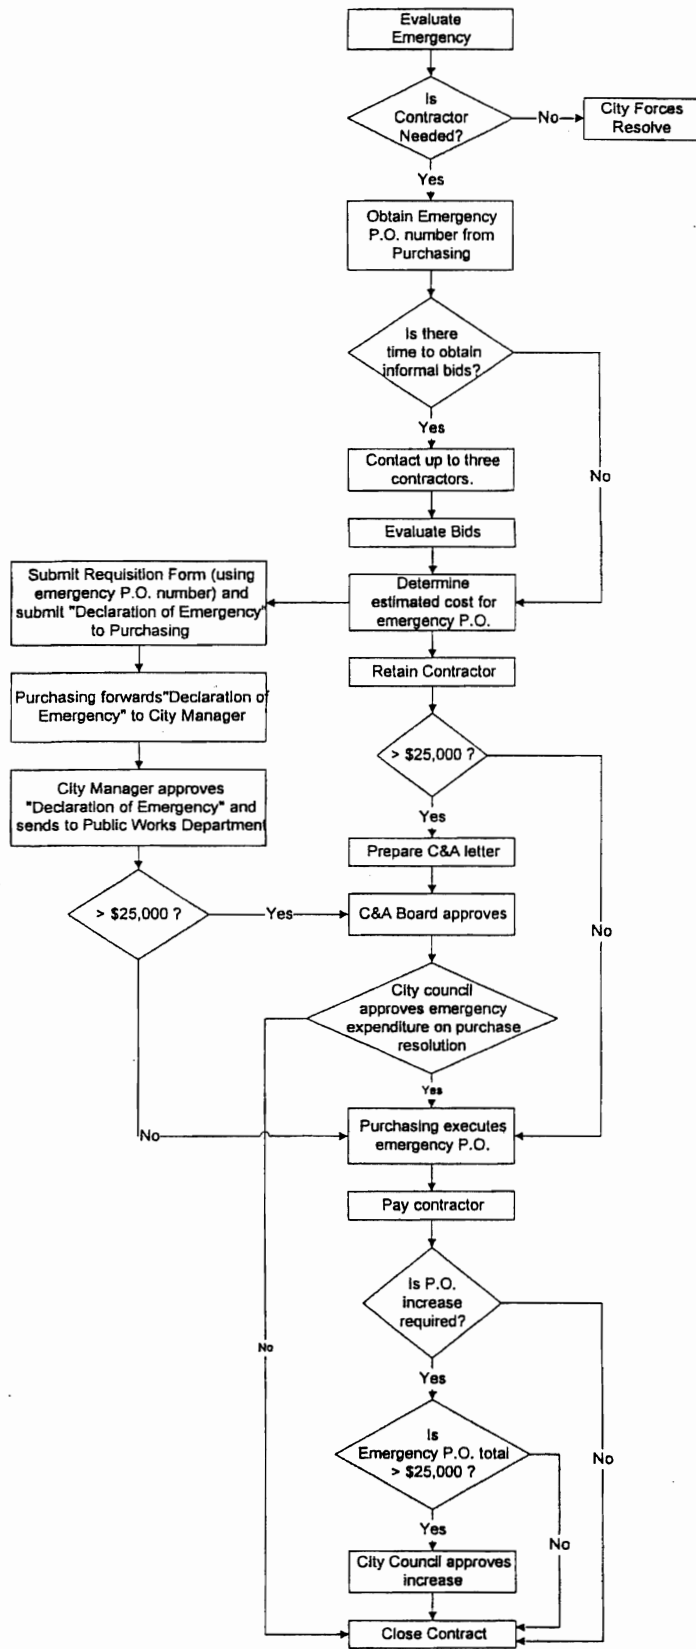 Evaluate
Emergency
Is
Contractor
Needed?
No
City Forces
Resolve
Yes
Obtain Emergency
P.O. number from
Purchasing
Is there
time to obtain
informal bids?
Yes
No
Contact up to three
contractors.
Evaluate Bids
Determine
estimated cost for
emergency P.O.
Submit Requisition Form (using
emergency P.O. number) and
submit "Declaration of Emergency"
to Purchasing
Retain Contractor
Purchasing forwards"Declaration of
Emergency" to City Manager
> $25,000 ?
City Manager approves
"Declaration of Emergency" and
sends to Public Works Department
Yes
Prepare C&A letter
> $25,000 ?
Yes
C&A Board approves
No
City council
approves emergency
expenditure on purchase
resolution
Yes
No
Purchasing executes
emergency P.O.
Pay contractor
Is P.O.
increase
required?
No
Yes
Is
Emergency P.O. total
> $25,000 ?
No
Yes
No
City Council approves
increase
Close Contract